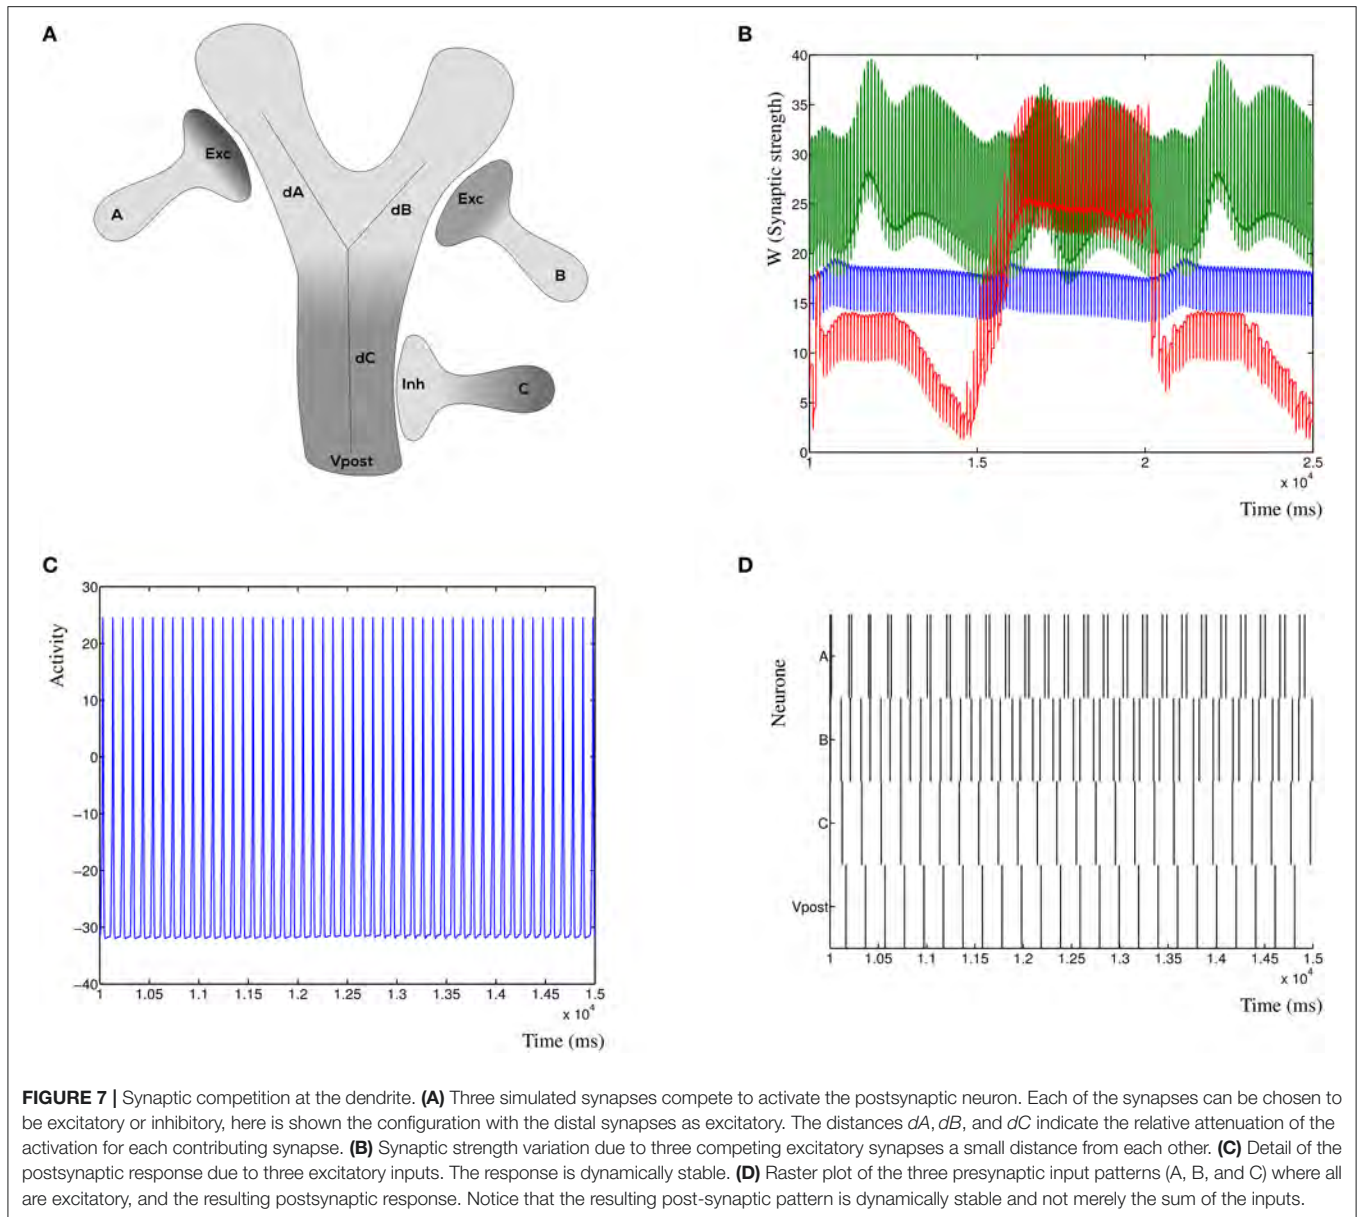 A
Exc
A
dA
dB
Exc
B
dC
Inh
C
Vpost
B
W (Synaptic strength)
40
35
30
25
20
15
10
5
0
1
1.5
2
2.5
x 10⁴
Time (ms)
C
Activity
30
20
10
0
−10
−20
−30
−40
1
1.05
1.1
1.15
1.2
1.25
1.3
1.35
1.4
1.45
1.5
x 10⁴
Time (ms)
D
Neurone
A
B
C
Vpost
1
1.05
1.1
1.15
1.2
1.25
1.3
1.35
1.4
1.45
1.5
x 10⁴
Time (ms)
FIGURE 7 | Synaptic competition at the dendrite. (A) Three simulated synapses compete to activate the postsynaptic neuron. Each of the synapses can be chosen to
be excitatory or inhibitory, here is shown the configuration with the distal synapses as excitatory. The distances dA, dB, and dC indicate the relative attenuation of the
activation for each contributing synapse. (B) Synaptic strength variation due to three competing excitatory synapses a small distance from each other. (C) Detail of the
postsynaptic response due to three excitatory inputs. The response is dynamically stable. (D) Raster plot of the three presynaptic input patterns (A, B, and C) where all
are excitatory, and the resulting postsynaptic response. Notice that the resulting post-synaptic pattern is dynamically stable and not merely the sum of the inputs.